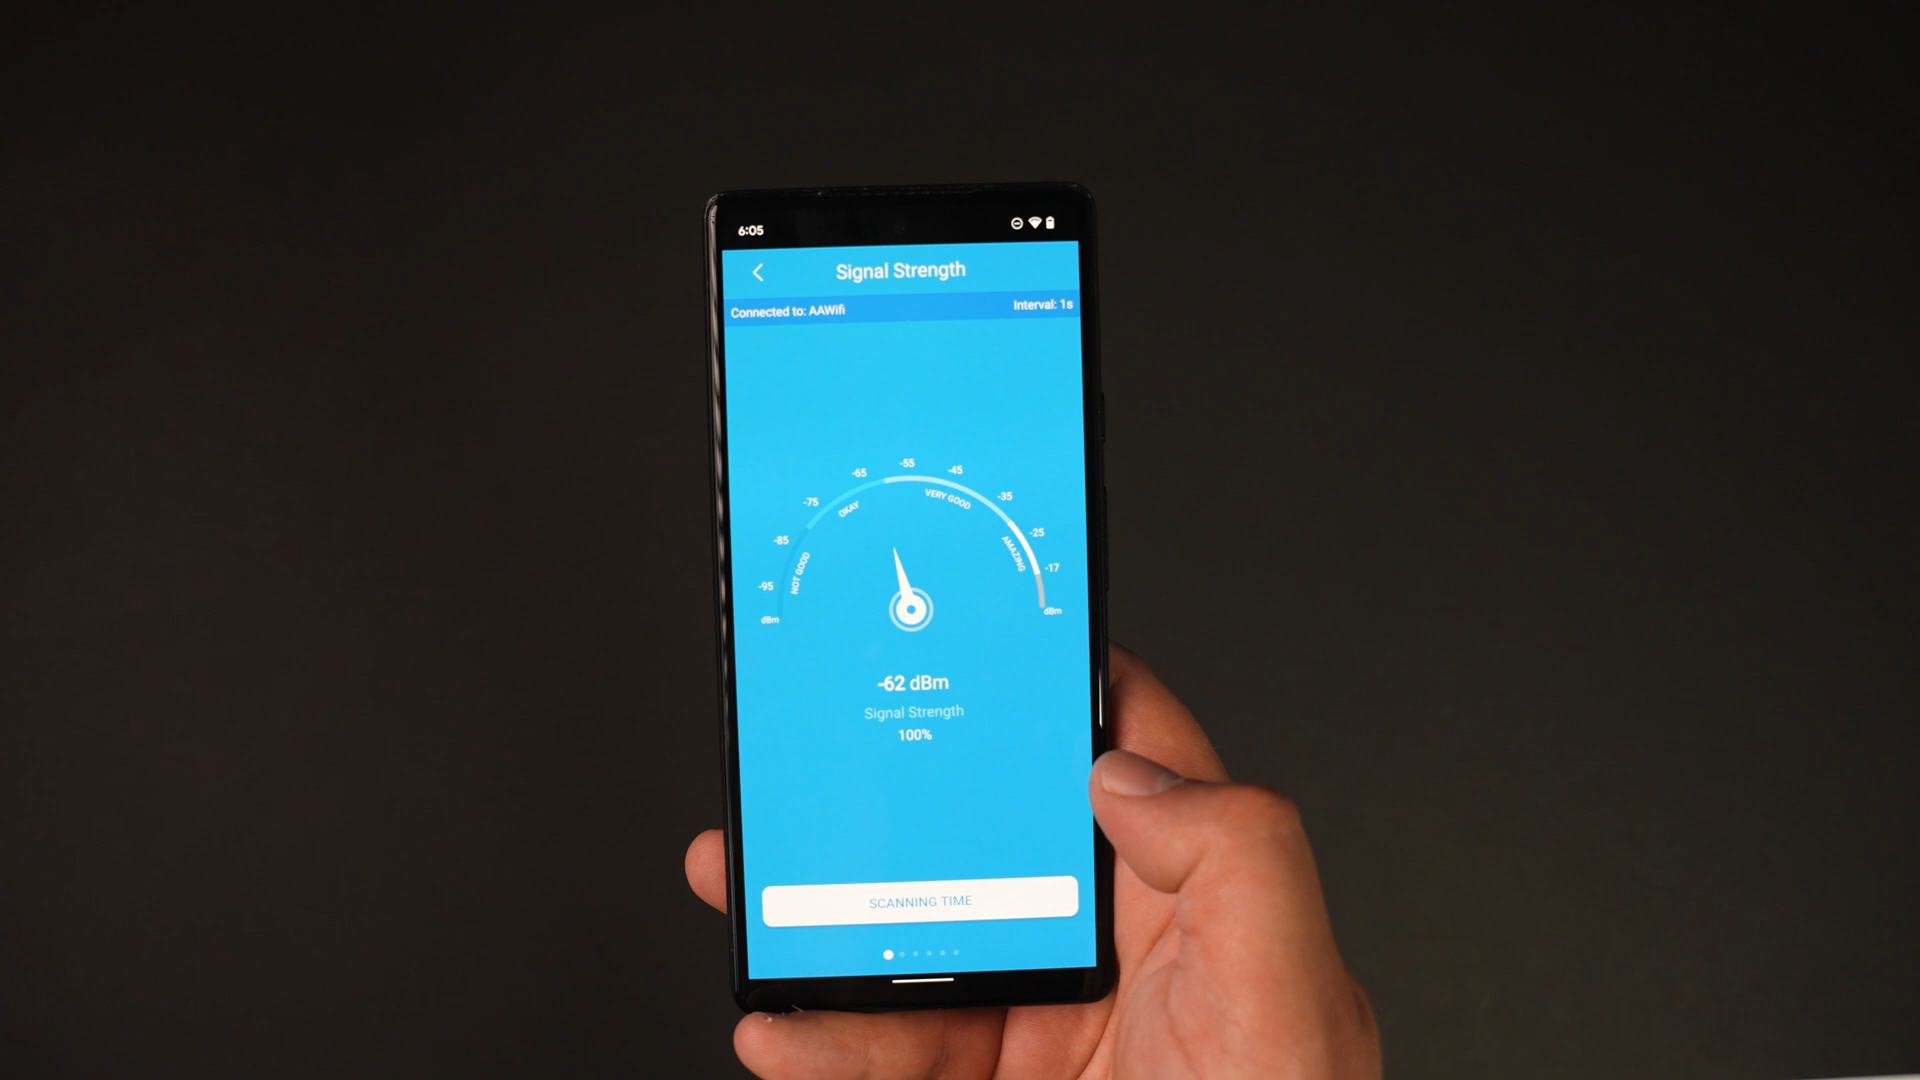 6:05
Signal Strength
Connected to: AAWifi
Interval: 1s
-55
-65
-45
-75
-35
VERY GOOD
OKAY
-85
-25
AMAZING
NOT GOOD
-17
-95
dBm
dBm
-62 dBm
Signal Strength
100%
SCANNING TIME